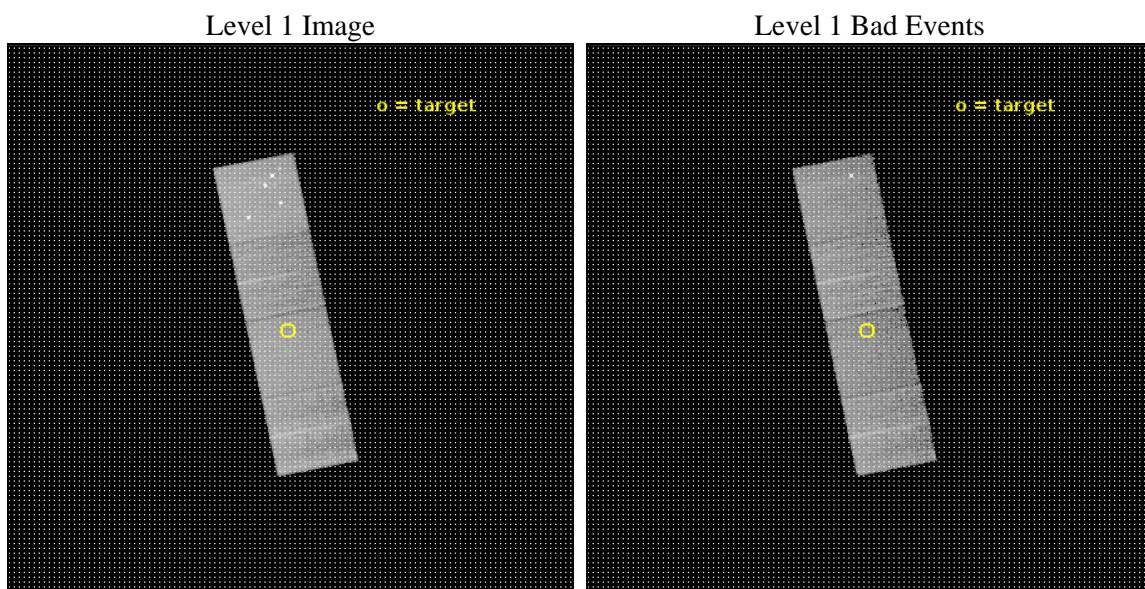 Level 1 Image
Level 1 Bad Events
o = target
o = target